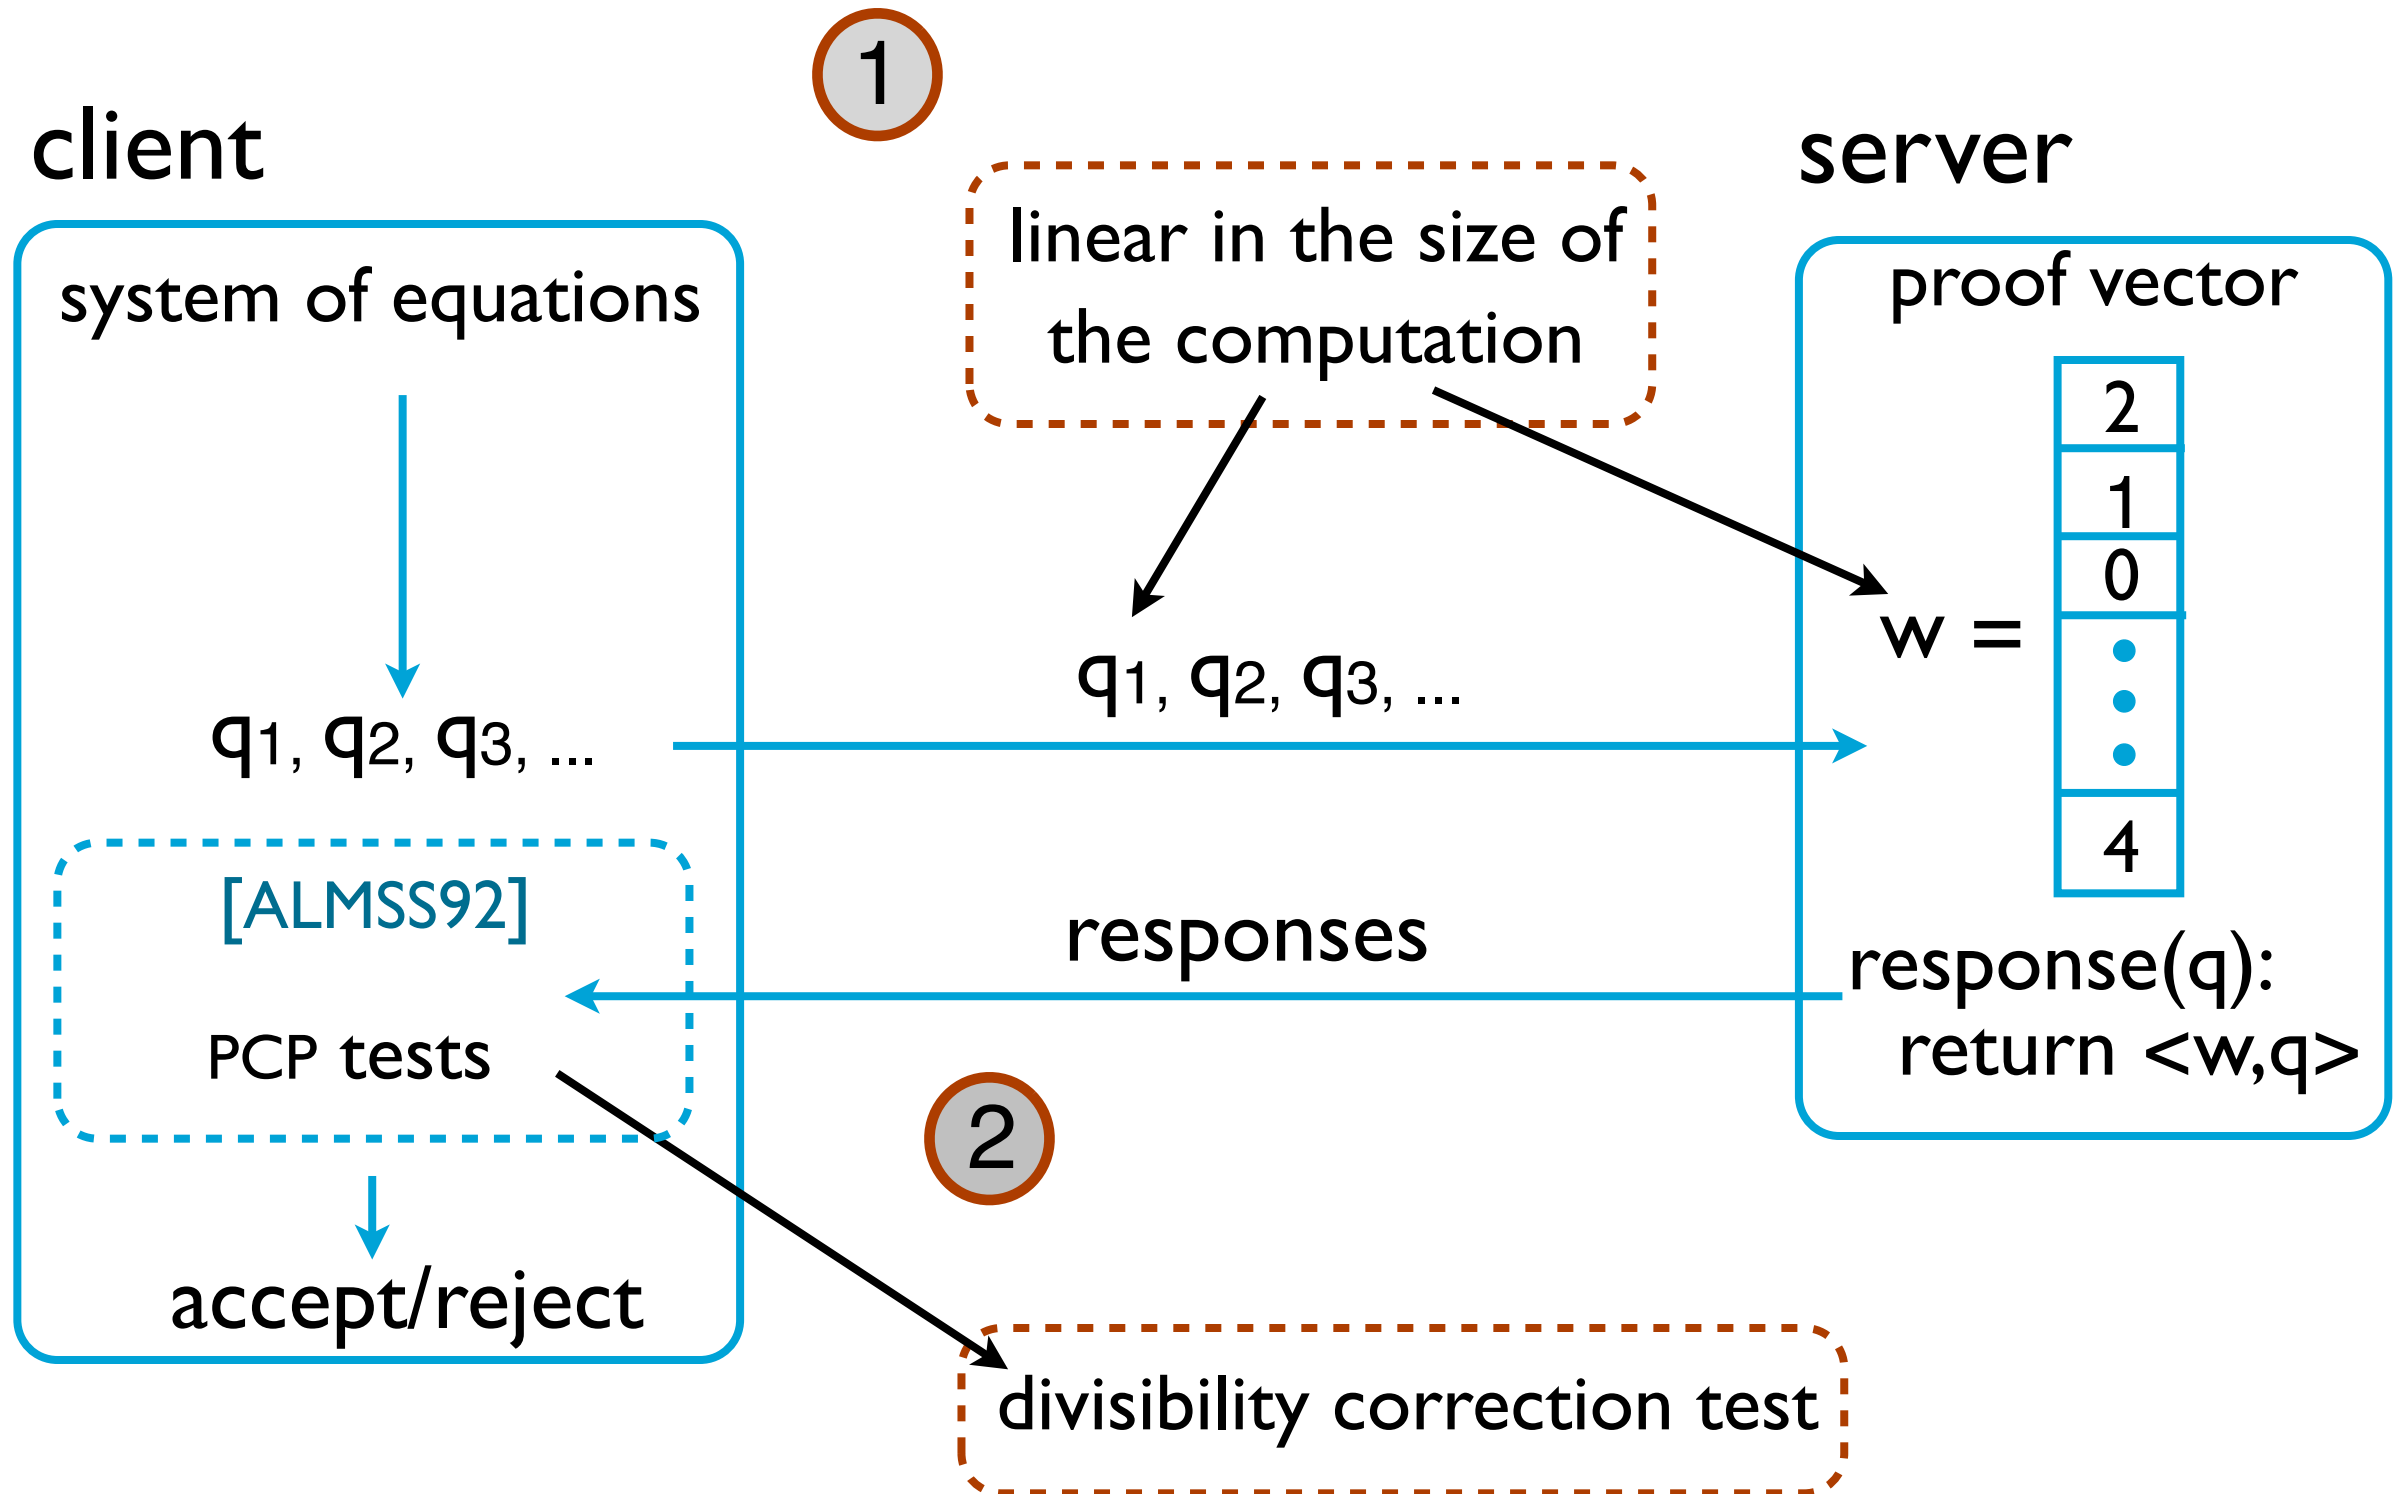 1
client
server
linear in the size of
the computation
system of equations
proof vector
2
1
0
w =
4
q1, q2, q3, ...
q1, q2, q3, ...
[ALMSS92]
PCP tests
responses
response(q):
return <w,q>
2
accept/reject
divisibility correction test